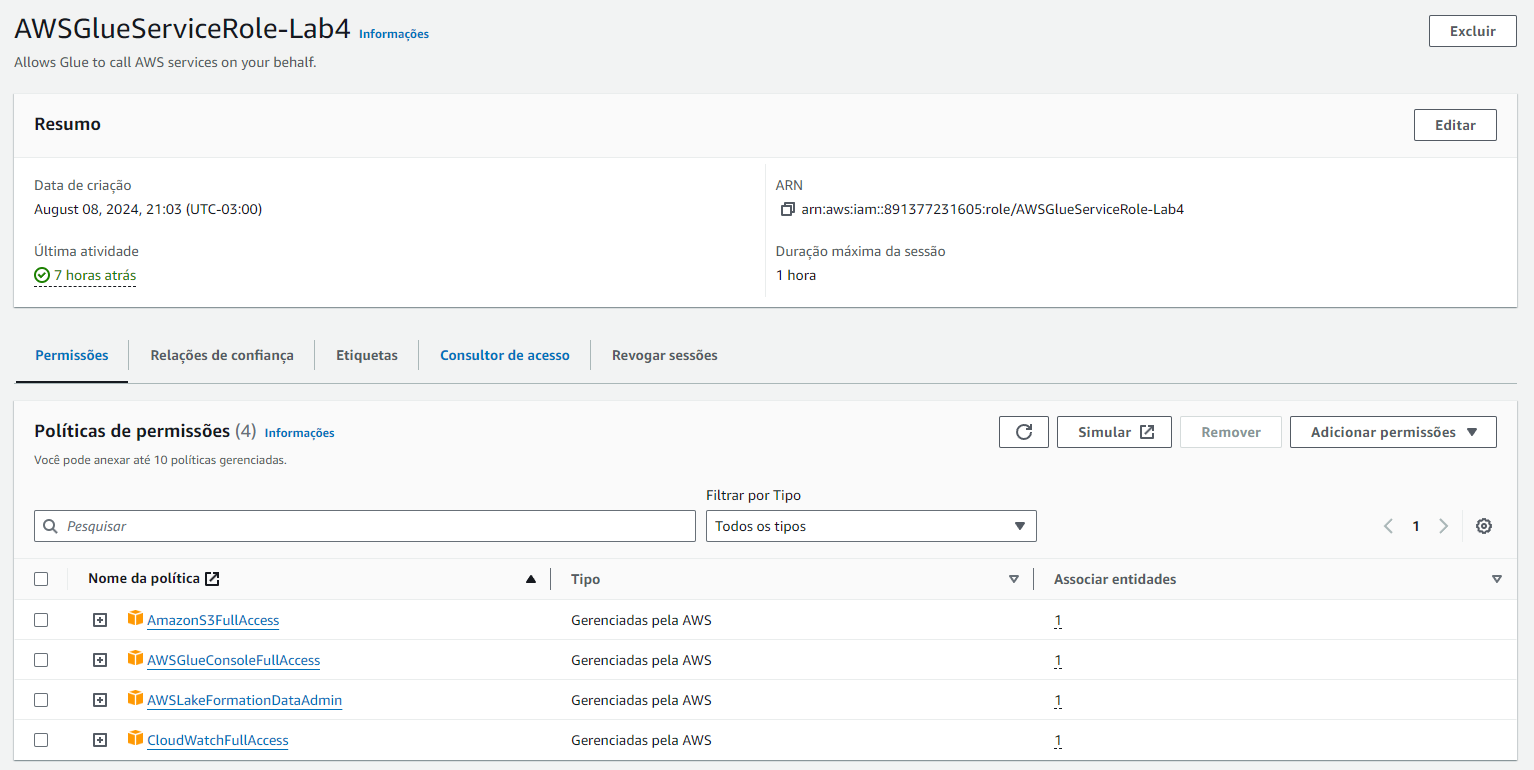 AWSGlueServiceRole-Lab4 Informações
Excluir
Allows Glue to call AWS services on your behalf.
Resumo
Editar
Data de criação
August 08, 2024, 21:03 (UTC-03:00)
ARN
arn:aws:iam::891377231605:role/AWSGlueServiceRole-Lab4
Última atividade
7 horas atrás
Duração máxima da sessão
1 hora
Permissões
Relações de confiança
Etiquetas
Consultor de acesso
Revogar sessões
Políticas de permissões (4) Informações
Você pode anexar até 10 políticas gerenciadas.
Simular
Remover
Adicionar permissões
Filtrar por Tipo
Pesquisar
Todos os tipos
1
Nome da política
Tipo
Associar entidades
AmazonS3FullAccess Gerenciadas pela AWS 1
AWSGlueConsoleFullAccess Gerenciadas pela AWS 1
AWSLakeFormationDataAdmin Gerenciadas pela AWS 1
CloudWatchFullAccess Gerenciadas pela AWS 1